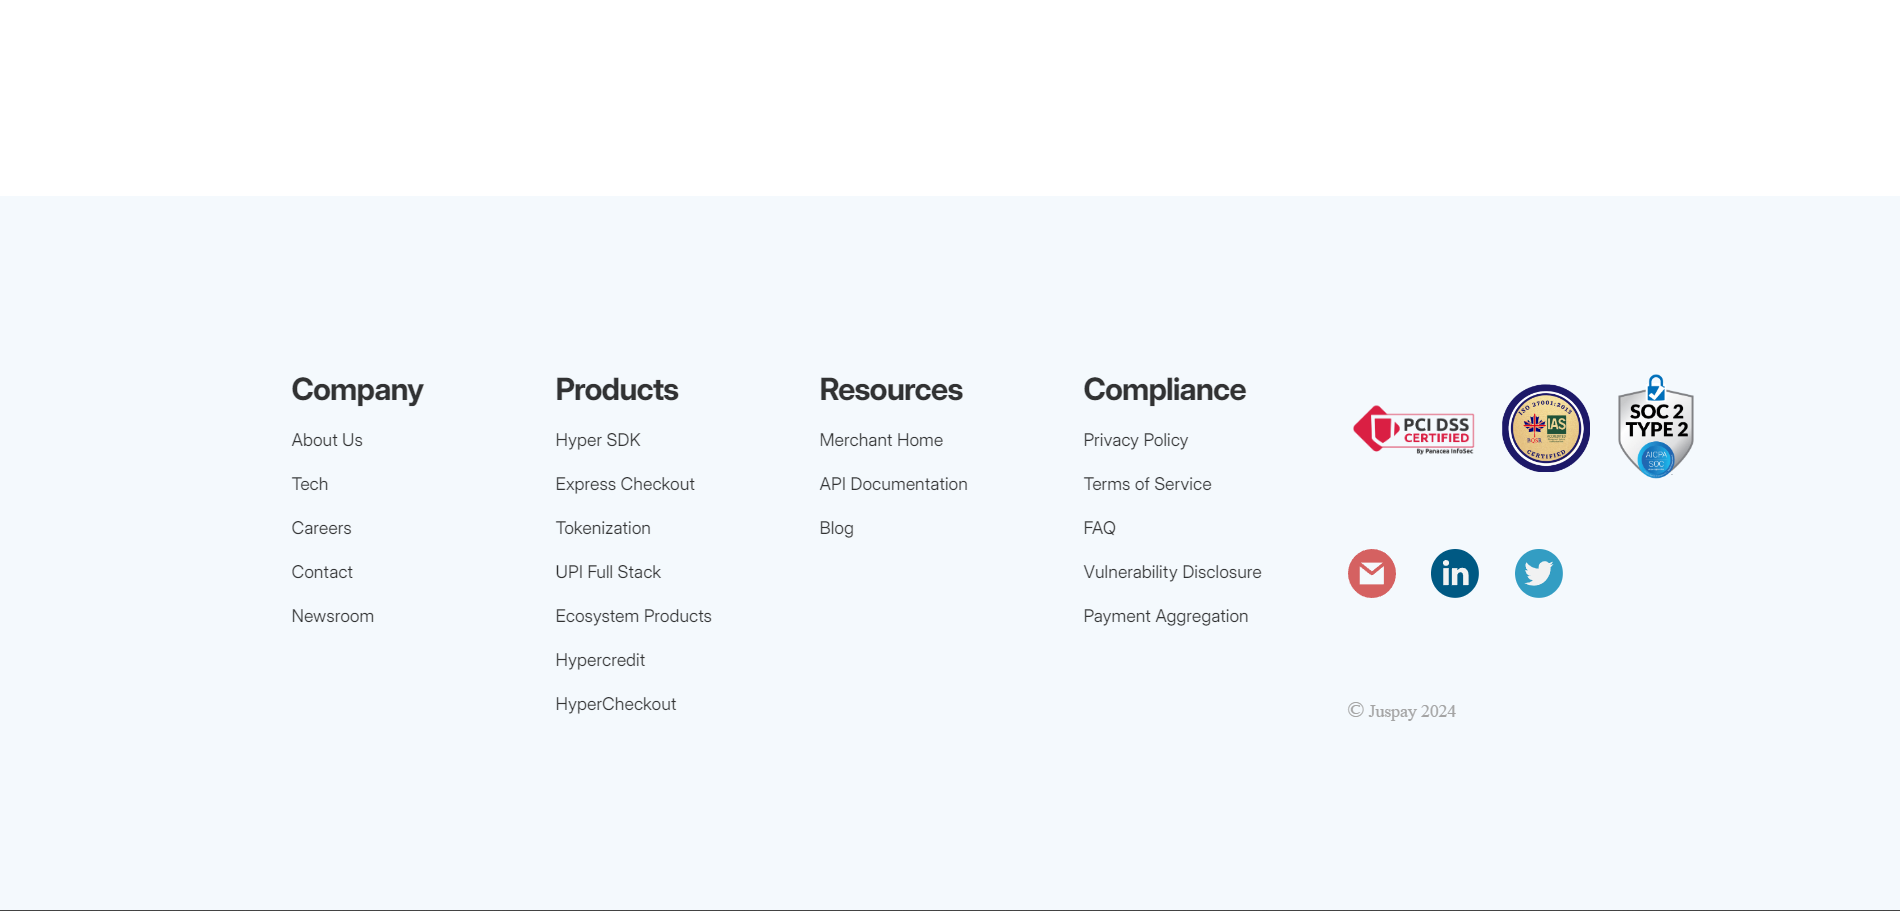 Company
About Us
Tech
Careers
Contact
Newsroom
Products
Hyper SDK
Express Checkout
Tokenization
UPI Full Stack
Ecosystem Products
Hypercredit
HyperCheckout
Resources
Merchant Home
API Documentation
Blog
Compliance
Privacy Policy
Terms of Service
FAQ
Vulnerability Disclosure
Payment Aggregation
PCI DSS
CERTIFIED
By Panacea InfoSec
ISO 27001:2013
BQSR
IAS
CERTIFIED
SOC 2
TYPE 2
AICPA
SOC
in
© Juspay 2024